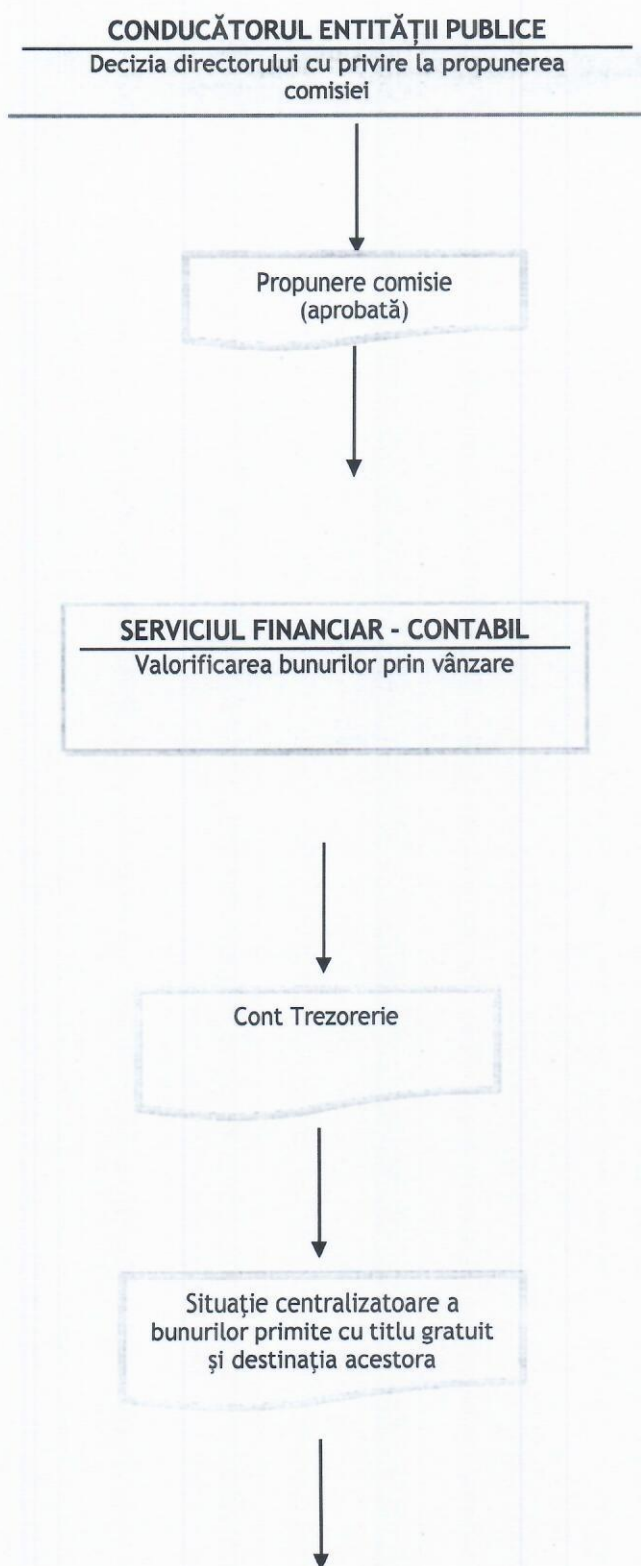 CONDUCĂTORUL ENTITĂȚII PUBLICE
Decizia directorului cu privire la propunerea
comisiei
Propunere comisie
(aprobată)
SERVICIUL FINANCIAR - CONTABIL
Valorificarea bunurilor prin vânzare
Cont Trezorerie
Situație centralizatoare a
bunurilor primite cu titlu gratuit
și destinația acestora